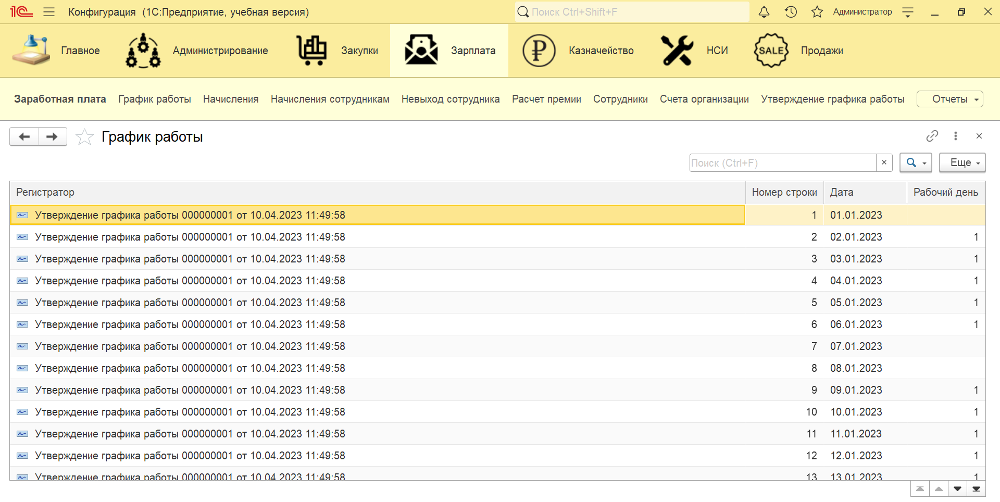 1С Конфигурация (1С:Предприятие, учебная версия) Поиск Ctrl+Shift+F Администратор
Главное Администрирование Закупки Зарплата Казначейство НСИ SALE Продажи
Заработная плата График работы Начисления Начисления сотрудникам Невыход сотрудника Расчет премии Сотрудники Счета организации Утверждение графика работы Отчеты
График работы
Поиск (Ctrl+F) × Еще
Регистратор Номер строки Дата Рабочий день
Утверждение графика работы 000000001 от 10.04.2023 11:49:58 1 01.01.2023
Утверждение графика работы 000000001 от 10.04.2023 11:49:58 2 02.01.2023 1
Утверждение графика работы 000000001 от 10.04.2023 11:49:58 3 03.01.2023 1
Утверждение графика работы 000000001 от 10.04.2023 11:49:58 4 04.01.2023 1
Утверждение графика работы 000000001 от 10.04.2023 11:49:58 5 05.01.2023 1
Утверждение графика работы 000000001 от 10.04.2023 11:49:58 6 06.01.2023 1
Утверждение графика работы 000000001 от 10.04.2023 11:49:58 7 07.01.2023
Утверждение графика работы 000000001 от 10.04.2023 11:49:58 8 08.01.2023
Утверждение графика работы 000000001 от 10.04.2023 11:49:58 9 09.01.2023 1
Утверждение графика работы 000000001 от 10.04.2023 11:49:58 10 10.01.2023 1
Утверждение графика работы 000000001 от 10.04.2023 11:49:58 11 11.01.2023 1
Утверждение графика работы 000000001 от 10.04.2023 11:49:58 12 12.01.2023 1
Утверждение графика работы 000000001 от 10.04.2023 11:49:58 13 13.01.2023 1